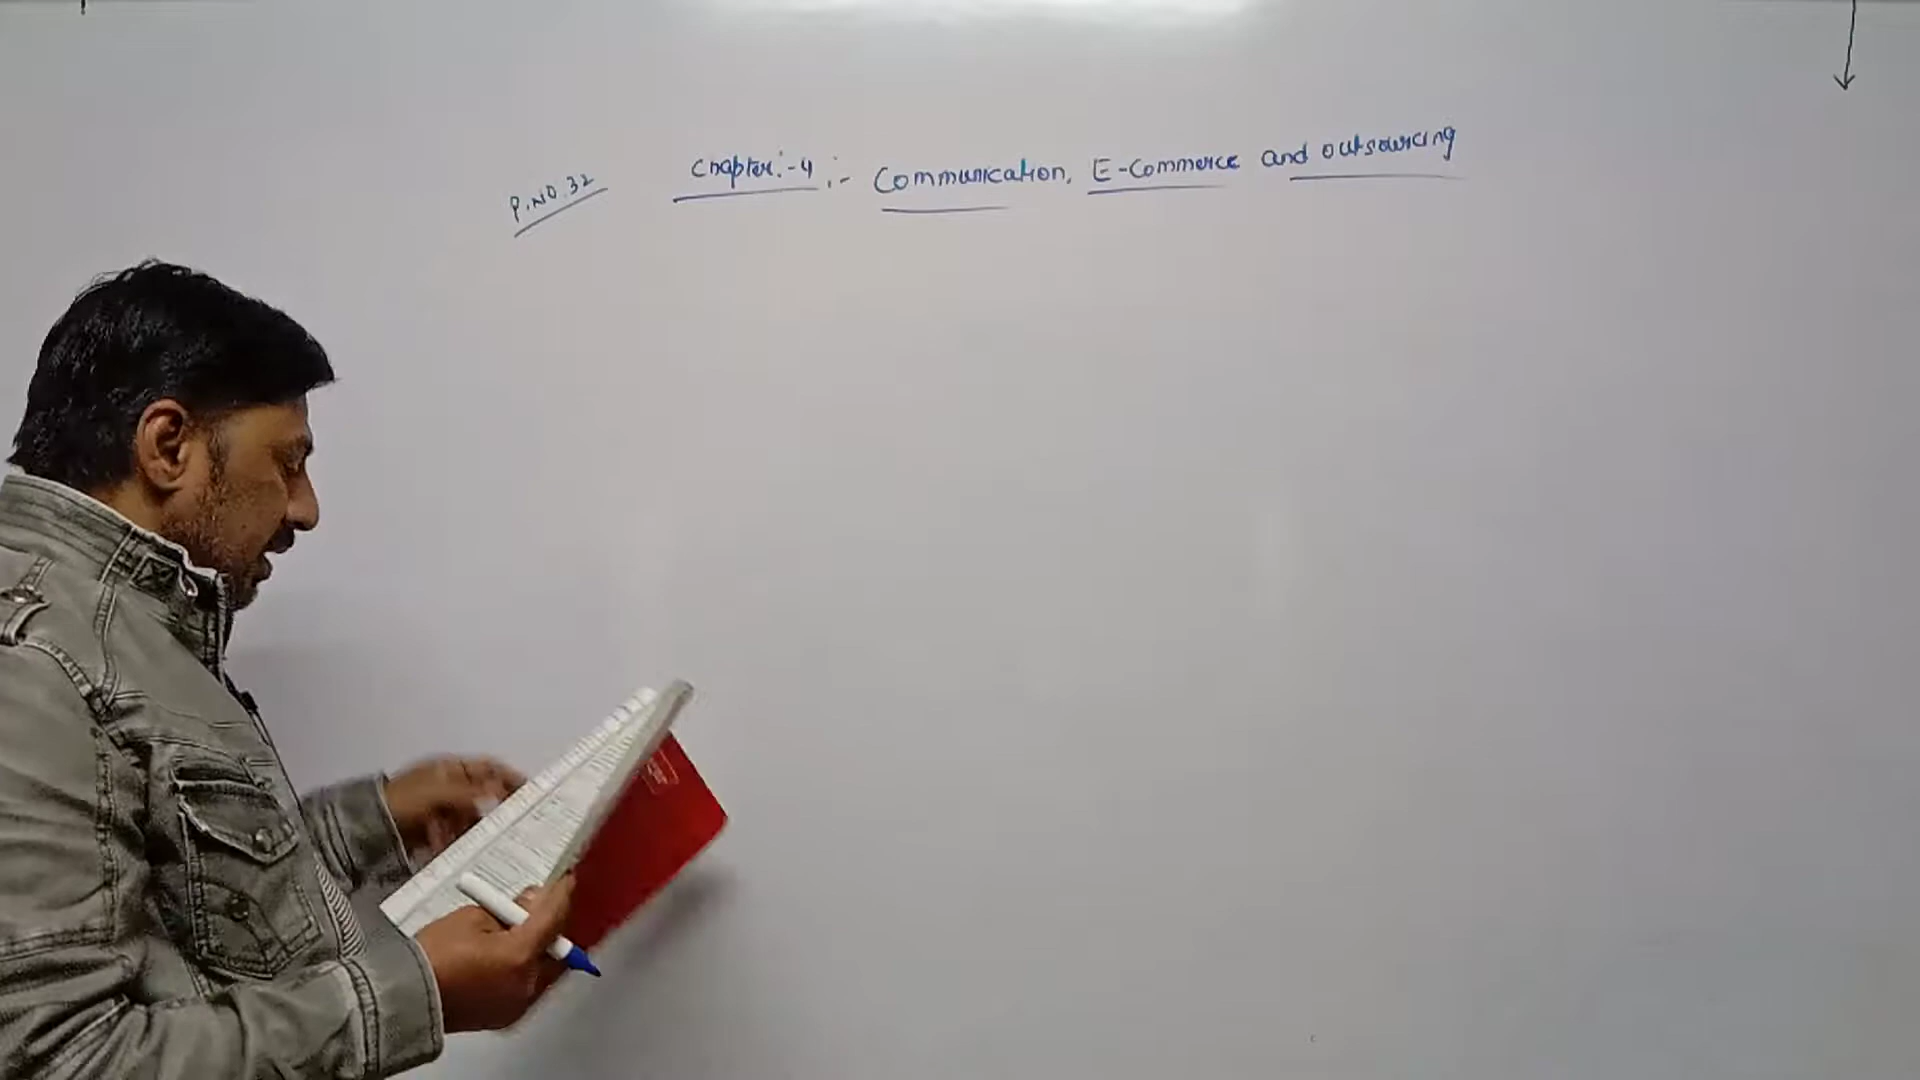 P.NO.32
Chapter:-4 :- Communication, E-Commerce and outsourcing